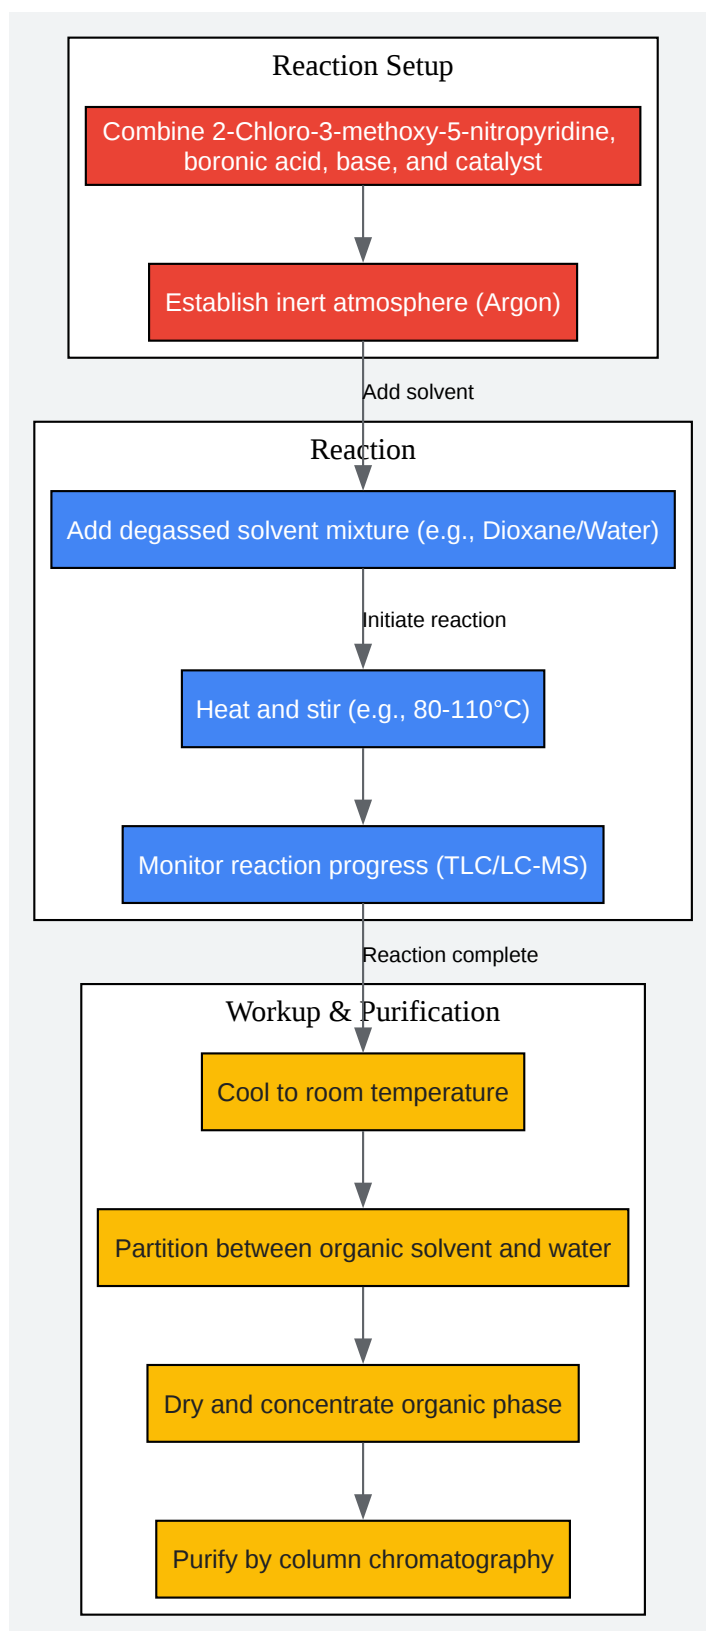 Reaction Setup
Combine 2-Chloro-3-methoxy-5-nitropyridine,
boronic acid, base, and catalyst
Establish inert atmosphere (Argon)
Add solvent
Reaction
Add degassed solvent mixture (e.g., Dioxane/Water)
Initiate reaction
Heat and stir (e.g., 80-110°C)
Monitor reaction progress (TLC/LC-MS)
Reaction complete
Workup & Purification
Cool to room temperature
Partition between organic solvent and water
Dry and concentrate organic phase
Purify by column chromatography